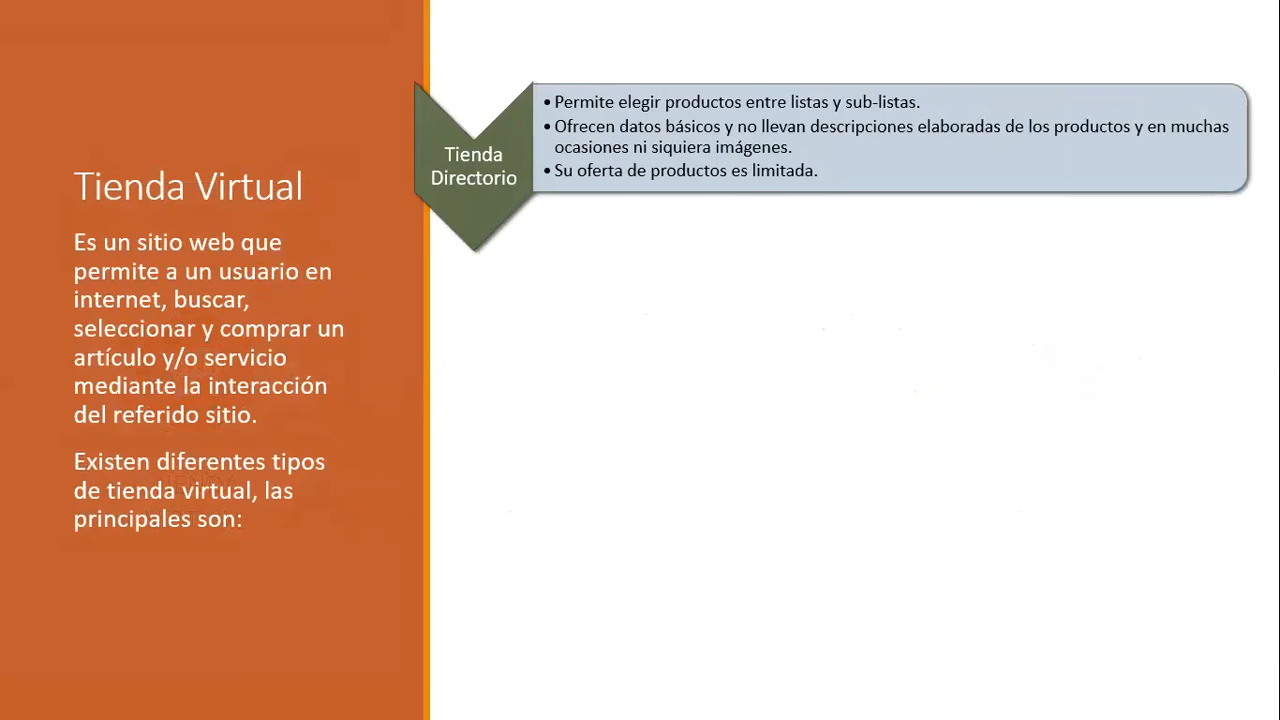 Tienda Virtual
Es un sitio web que
permite a un usuario en
internet, buscar,
seleccionar y comprar un
artículo y/o servicio
mediante la interacción
del referido sitio.
Existen diferentes tipos
de tienda virtual, las
principales son:
Tienda
Directorio
• Permite elegir productos entre listas y sub-listas.
• Ofrecen datos básicos y no llevan descripciones elaboradas de los productos y en muchas
ocasiones ni siquiera imágenes.
• Su oferta de productos es limitada.